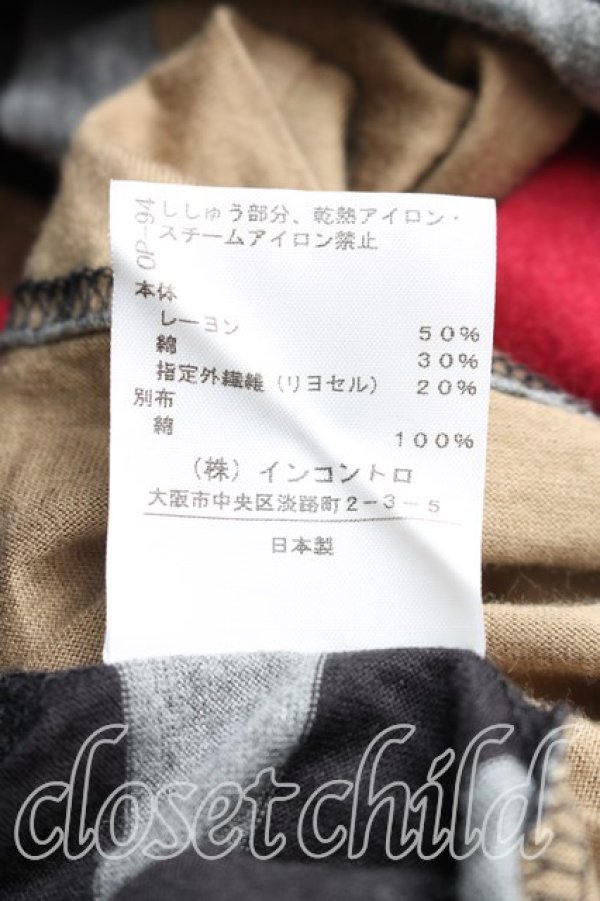 OP-94
ししゅう部分、乾熱アイロン・
スチームアイロン禁止
本体
レーヨン 50%
綿 30%
指定外繊維（リヨセル） 20%
別布
綿 100%
（株）インコントロ
大阪市中央区淡路町2-3-5
日本製
closetchild